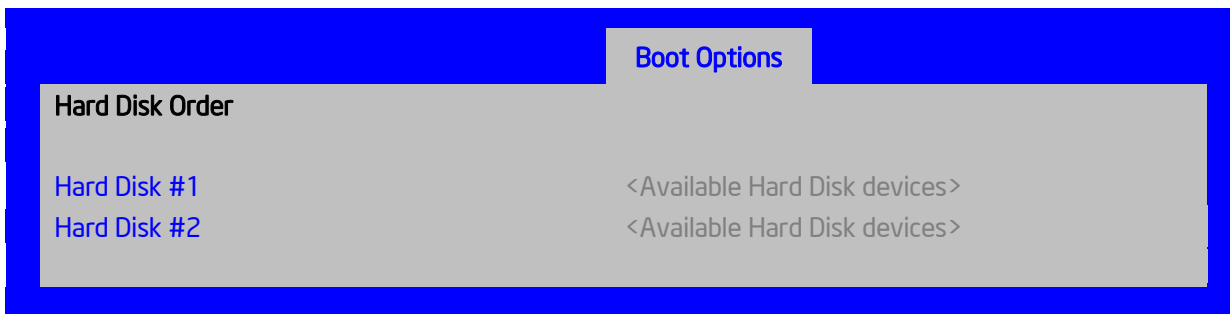 Boot Options
Hard Disk Order
Hard Disk #1 <Available Hard Disk devices>
Hard Disk #2 <Available Hard Disk devices>